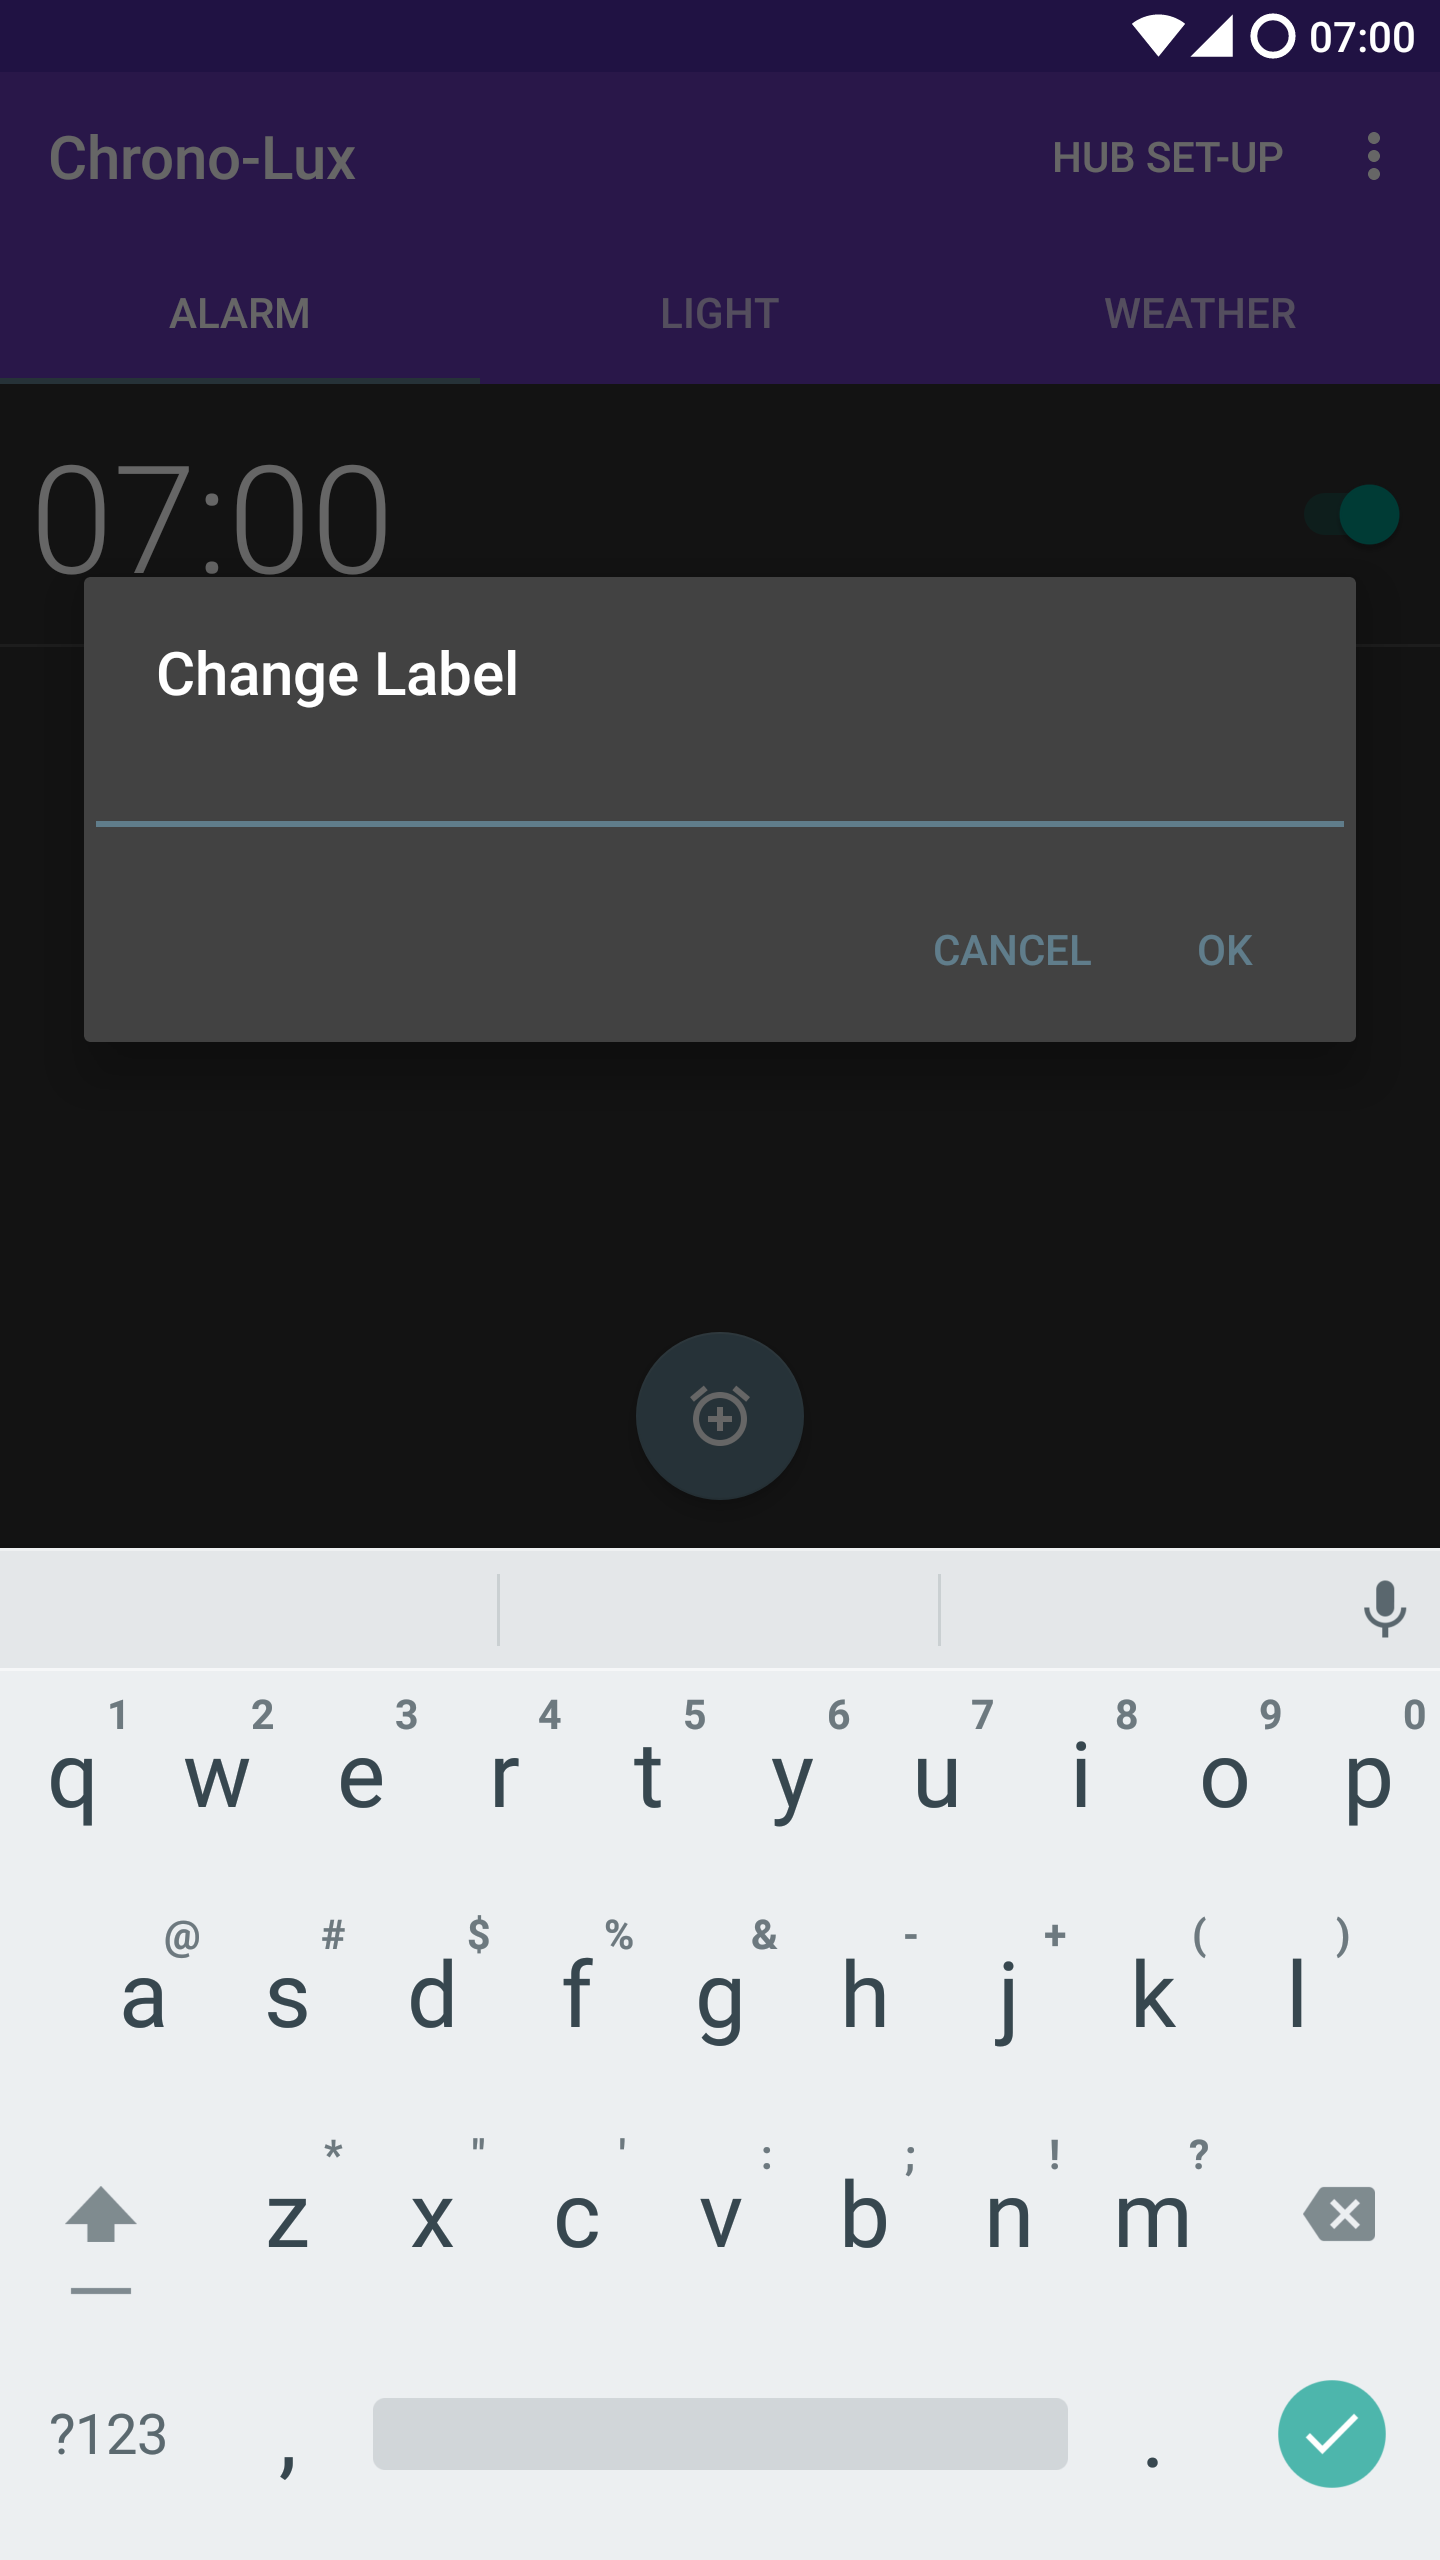 07:00
Chrono-Lux HUB SET-UP
ALARM LIGHT WEATHER
07:00
Change Label
CANCEL OK
1 2 3 4 5 6 7 8 9 0
q w e r t y u i o p
@ # $ % & - + ( )
a s d f g h j k l
* " ' : ; ! ?
z x c v b n m
?123 , .